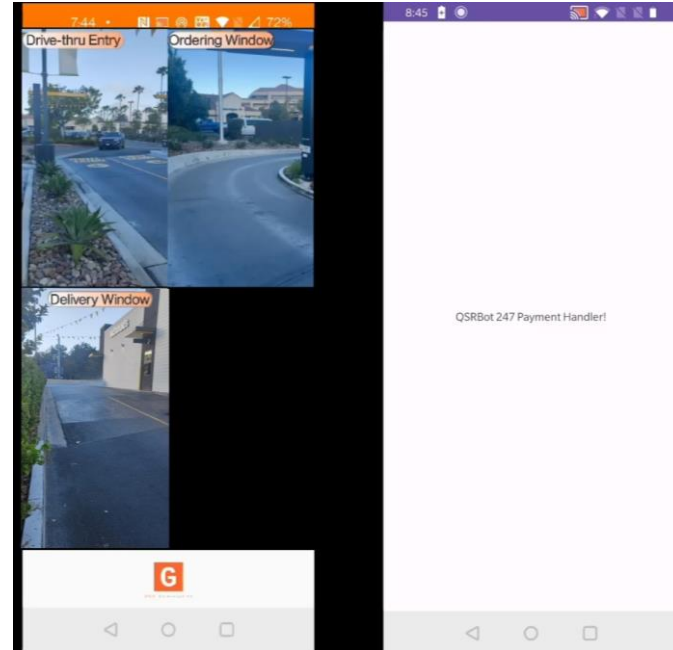 7:44 • 72%
Drive-thru Entry
Ordering Window
Delivery Window
G
8:45
QSRBot 247 Payment Handler!